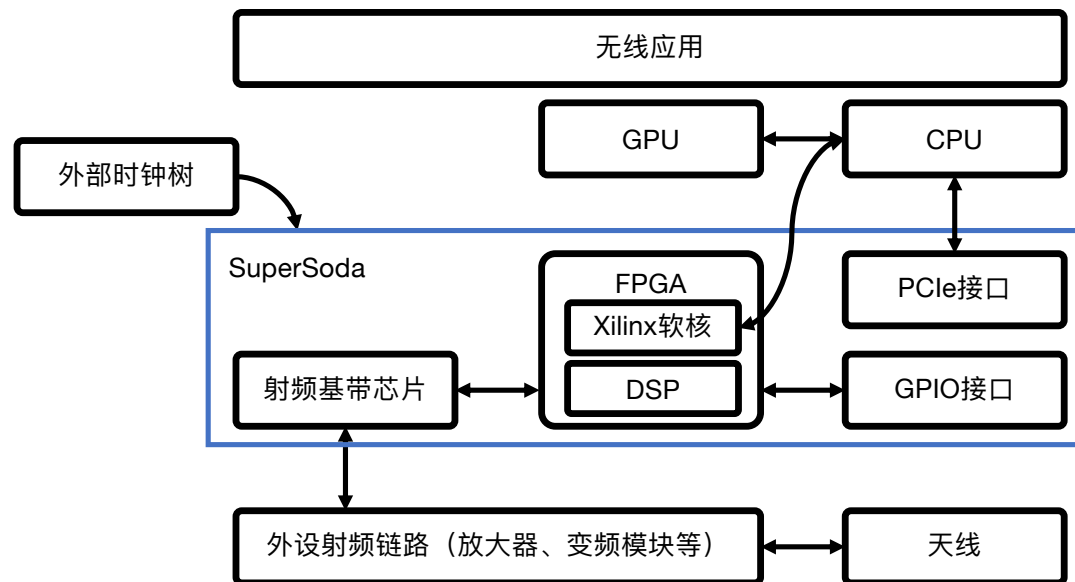 无线应用
GPU
CPU
外部时钟树
SuperSoda
FPGA
PCIe接口
Xilinx软核
射频基带芯片
DSP
GPIO接口
外设射频链路（放大器、变频模块等）
天线